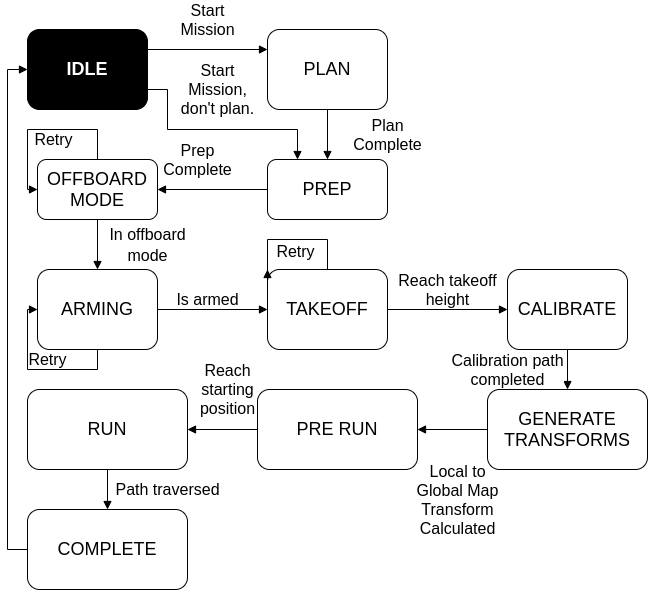 Start
Mission
IDLE
PLAN
Start
Mission,
don't plan.
Plan
Complete
Retry
Prep
Complete
OFFBOARD
MODE
PREP
In offboard
mode
Retry
ARMING
Is armed
TAKEOFF
Reach takeoff
height
CALIBRATE
Retry
Calibration path
completed
Reach
starting
position
RUN
PRE RUN
GENERATE
TRANSFORMS
Local to
Global Map
Transform
Calculated
Path traversed
COMPLETE